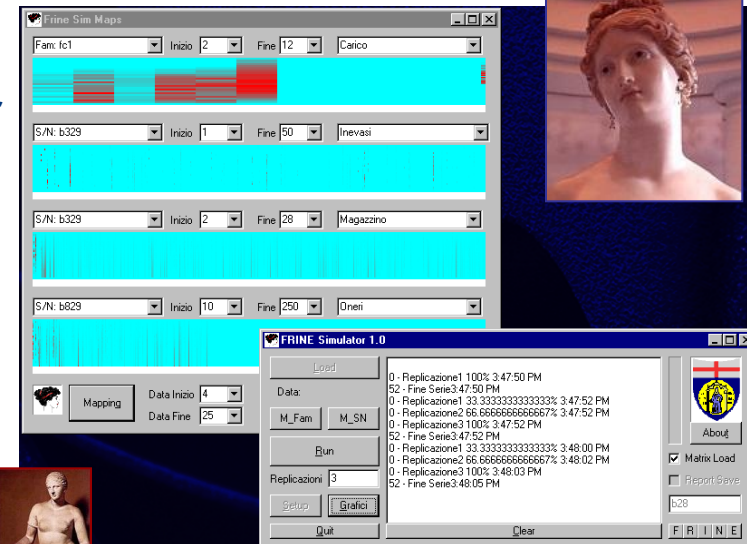 Frine Sim Maps
Fam: fc1 Inizio 2 Fine 12 Carico
S/N: b329 Inizio 1 Fine 50 Inevasi
S/N: b329 Inizio 2 Fine 28 Magazzino
S/N: b829 Inizio 10 Fine 250 Oneri
Mapping
Data Inizio 4
Data Fine 25
FRINE Simulator 1.0
Load
Data:
M_Fam M_SN
Run
Replicazioni 3
Setup Grafici
Quit
0 - Replicazione1 100% 3:47:50 PM
52 - Fine Serie3:47:50 PM
0 - Replicazione1 33.3333333333333% 3:47:52 PM
0 - Replicazione2 66.6666666666667% 3:47:52 PM
0 - Replicazione3 100% 3:47:52 PM
52 - Fine Serie3:47:52 PM
0 - Replicazione1 33.3333333333333% 3:48:00 PM
0 - Replicazione2 66.6666666666667% 3:48:02 PM
0 - Replicazione3 100% 3:48:03 PM
52 - Fine Serie3:48:05 PM
Clear
About
Matrix Load
Report Save
b28
F R I N E